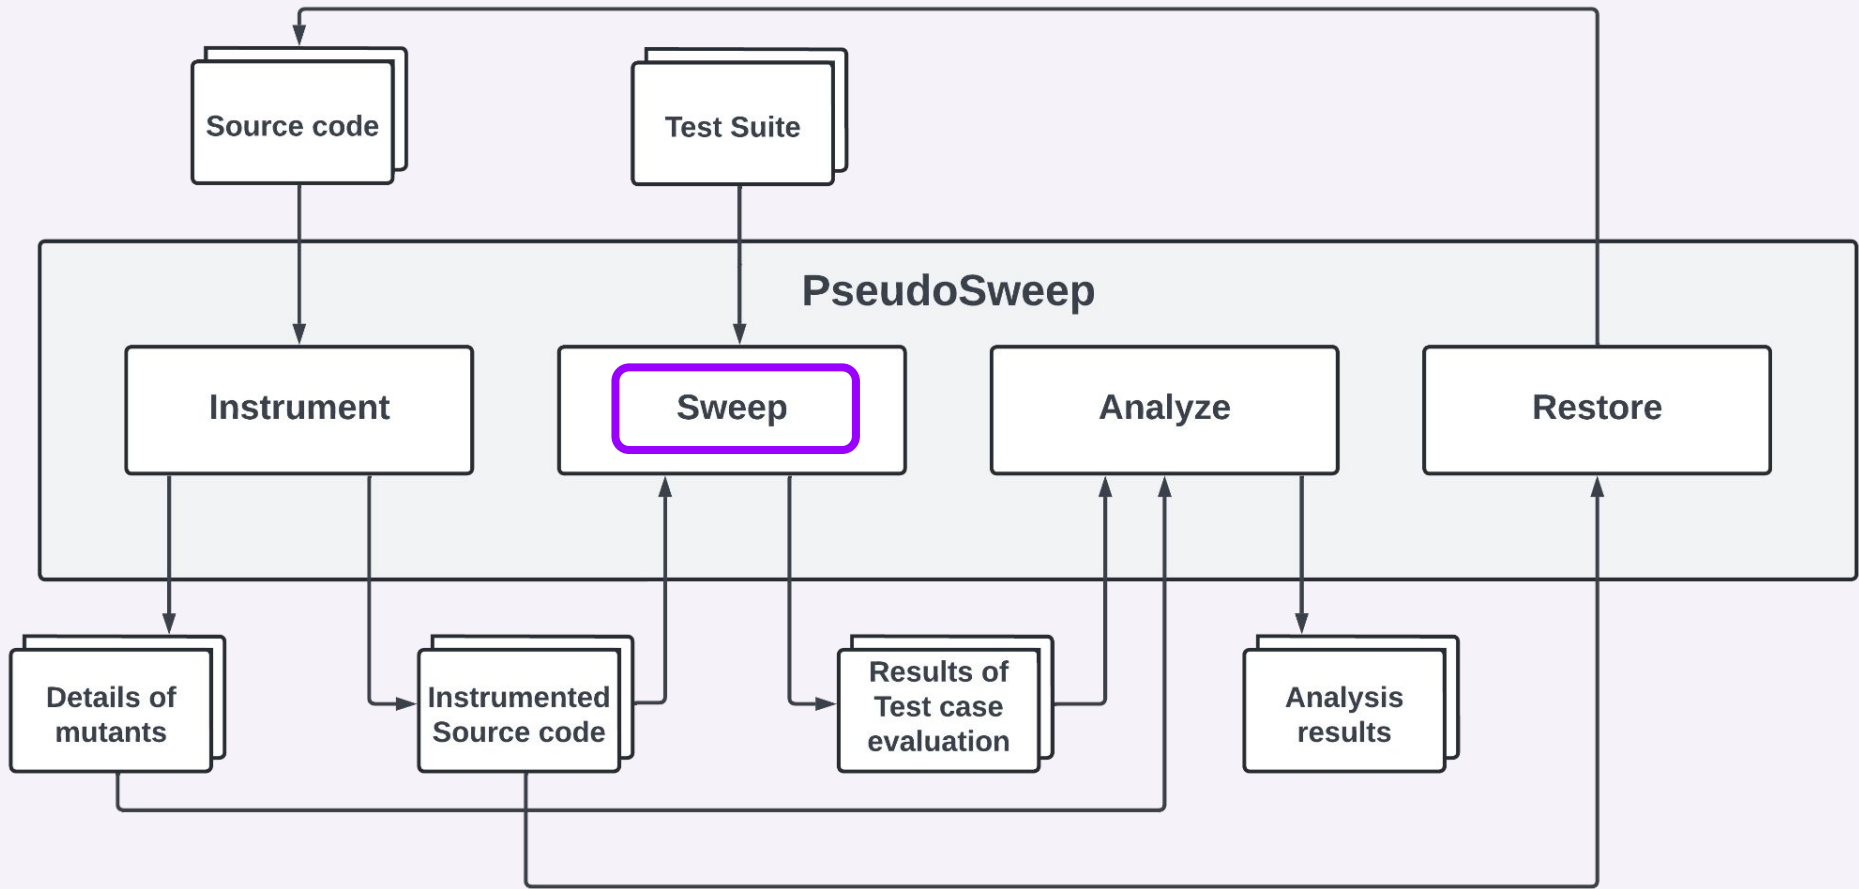 Source code
Test Suite
PseudoSweep
Instrument
Sweep
Analyze
Restore
Details of
mutants
Instrumented
Source code
Results of
Test case
evaluation
Analysis
results